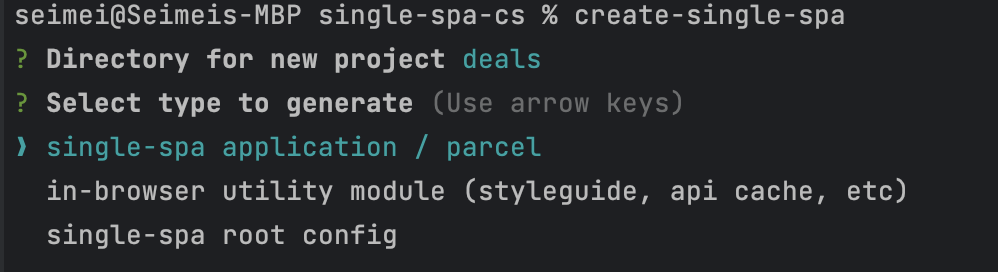 seimei@Seimeis-MBP single-spa-cs % create-single-spa
? Directory for new project deals
? Select type to generate (Use arrow keys)
❯ single-spa application / parcel
in-browser utility module (styleguide, api cache, etc)
single-spa root config